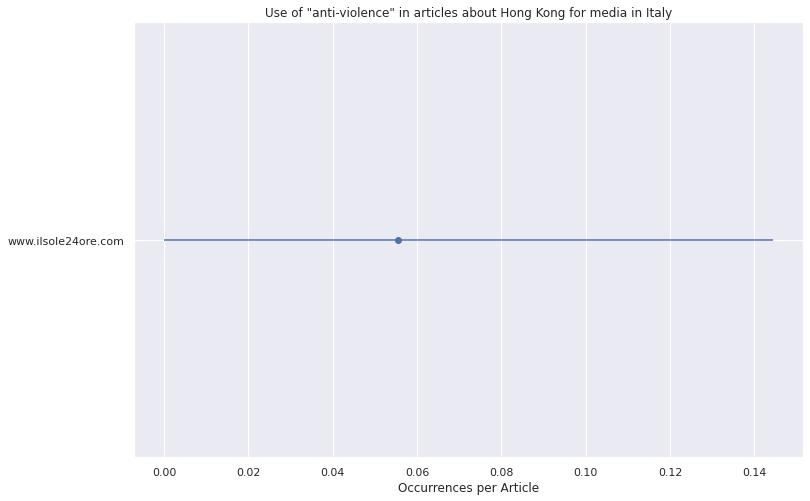 Use of "anti-violence" in articles about Hong Kong for media in Italy
www.ilsole24ore.com
0.00 0.02 0.04 0.06 0.08 0.10 0.12 0.14
Occurrences per Article